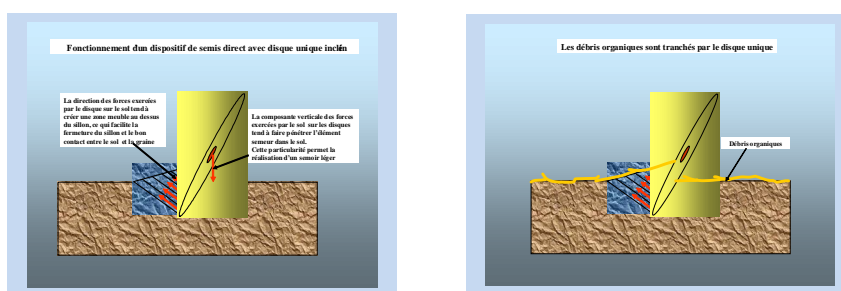 Fonctionnement d'un dispositif de semis direct avec disque unique inclén
La direction des forces exercées
par le disque sur le sol tend à
créer une zone meuble au dessus
du sillon, ce qui facilite la
fermeture du sillon et le bon
contact entre le sol et la graine
La composante verticale des forces
exercées par le sol sur les disques
tend à faire pénétrer l'élément
semeur dans le sol.
Cette particularité permet la
réalisation d'un semoir léger
Les débris organiques sont tranchés par le disque unique
Débris organiques